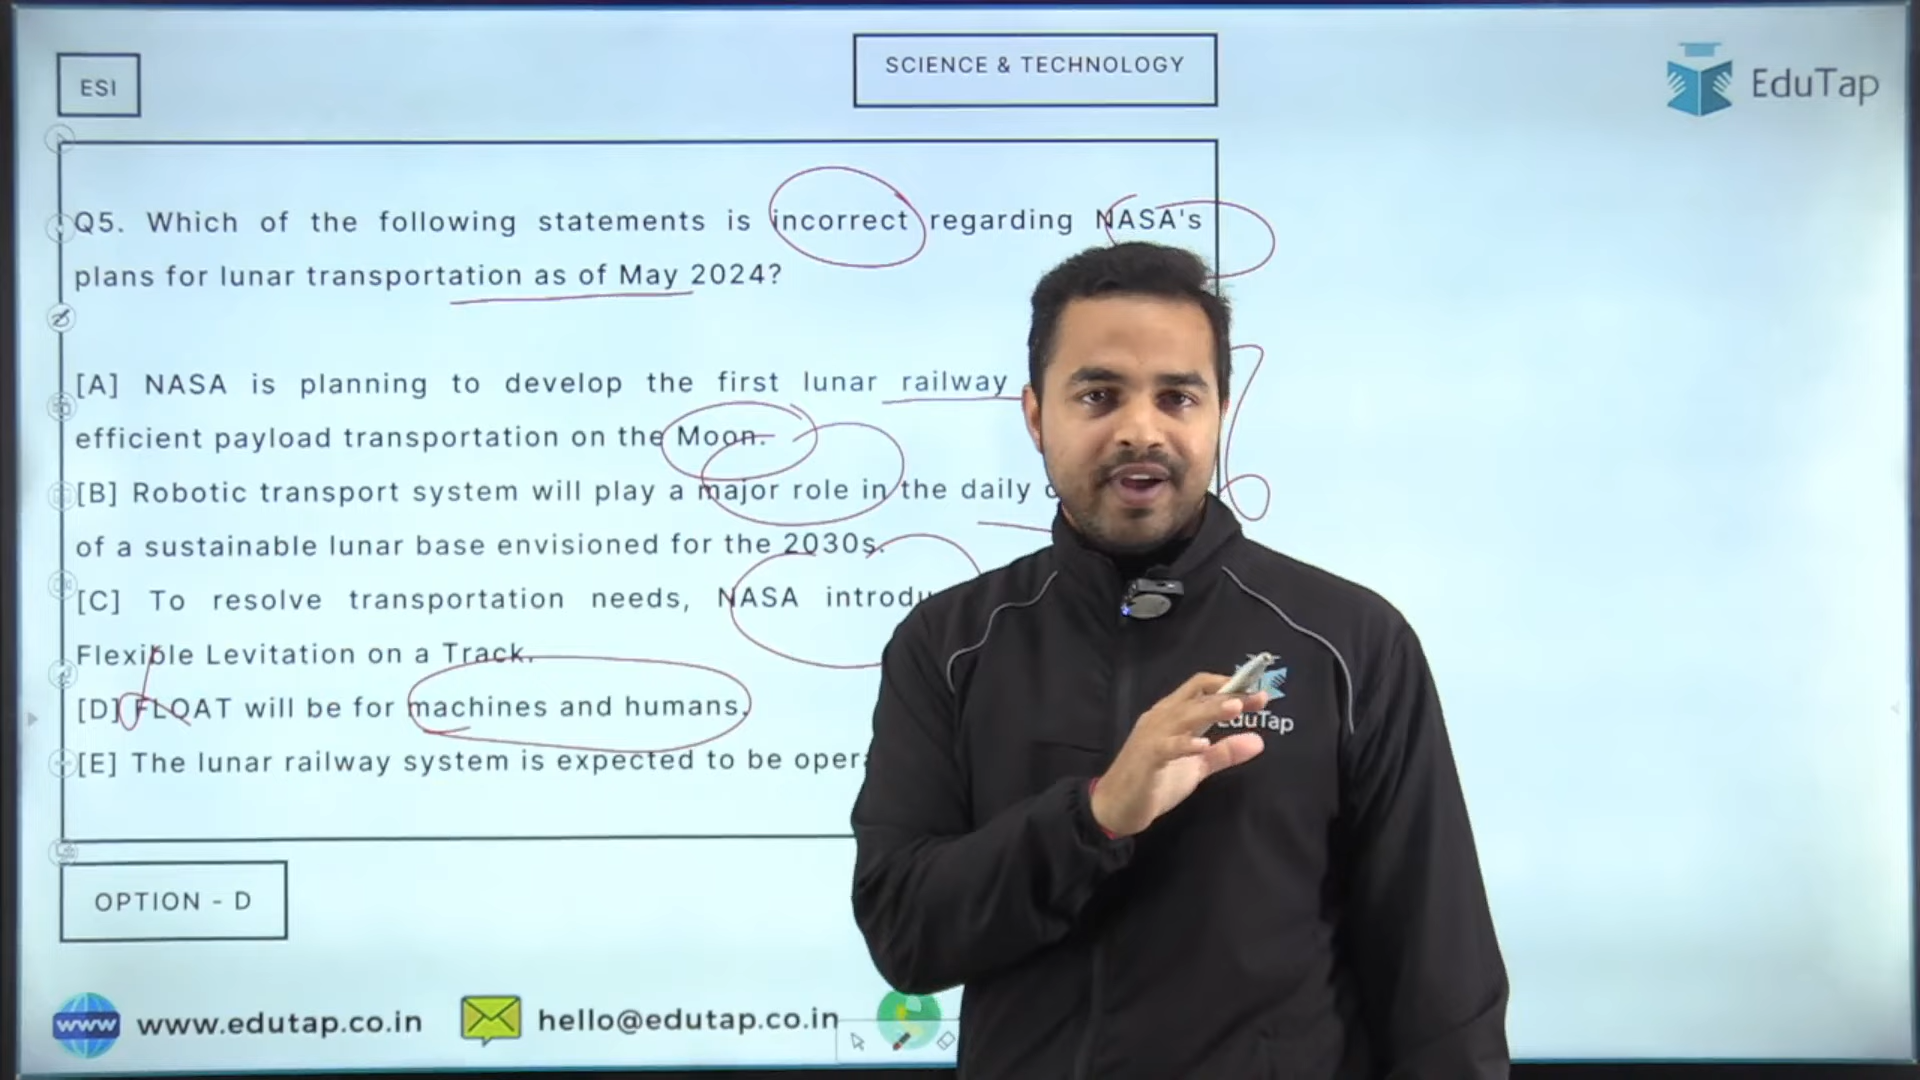 ESI
SCIENCE & TECHNOLOGY
EduTap
Q5. Which of the following statements is incorrect regarding NASA's
plans for lunar transportation as of May 2024?
[A] NASA is planning to develop the first lunar railway
efficient payload transportation on the Moon.
[B] Robotic transport system will play a major role in the daily
of a sustainable lunar base envisioned for the 2030s.
[C] To resolve transportation needs, NASA
Flexible Levitation on a Track.
[D] FLOAT will be for machines and humans.
[E] The lunar railway system is expected to be
EduTap
OPTION - D
www www.edutap.co.in hello@edutap.co.in